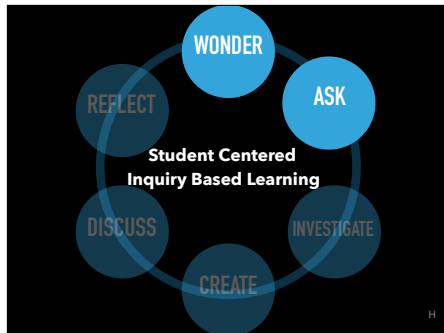 WONDER
ASK
REFLECT
Student Centered
Inquiry Based Learning
DISCUSS
INVESTIGATE
CREATE
H